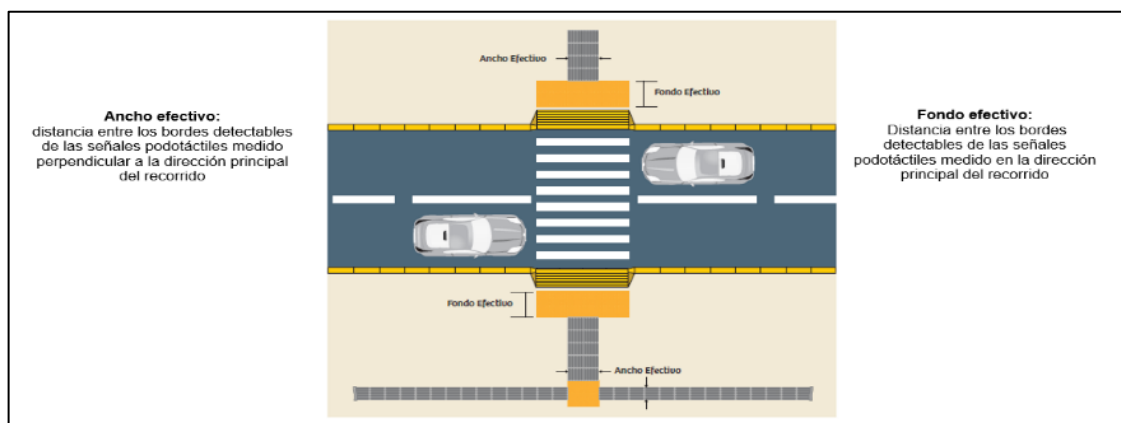 Ancho efectivo:
distancia entre los bordes detectables
de las señales podotáctiles medido
perpendicular a la dirección principal
del recorrido
Ancho Efectivo
Fondo Efectivo
Fondo Efectivo
Ancho Efectivo
Fondo efectivo:
Distancia entre los bordes
detectables de las señales
podotáctiles medido en la dirección
principal del recorrido